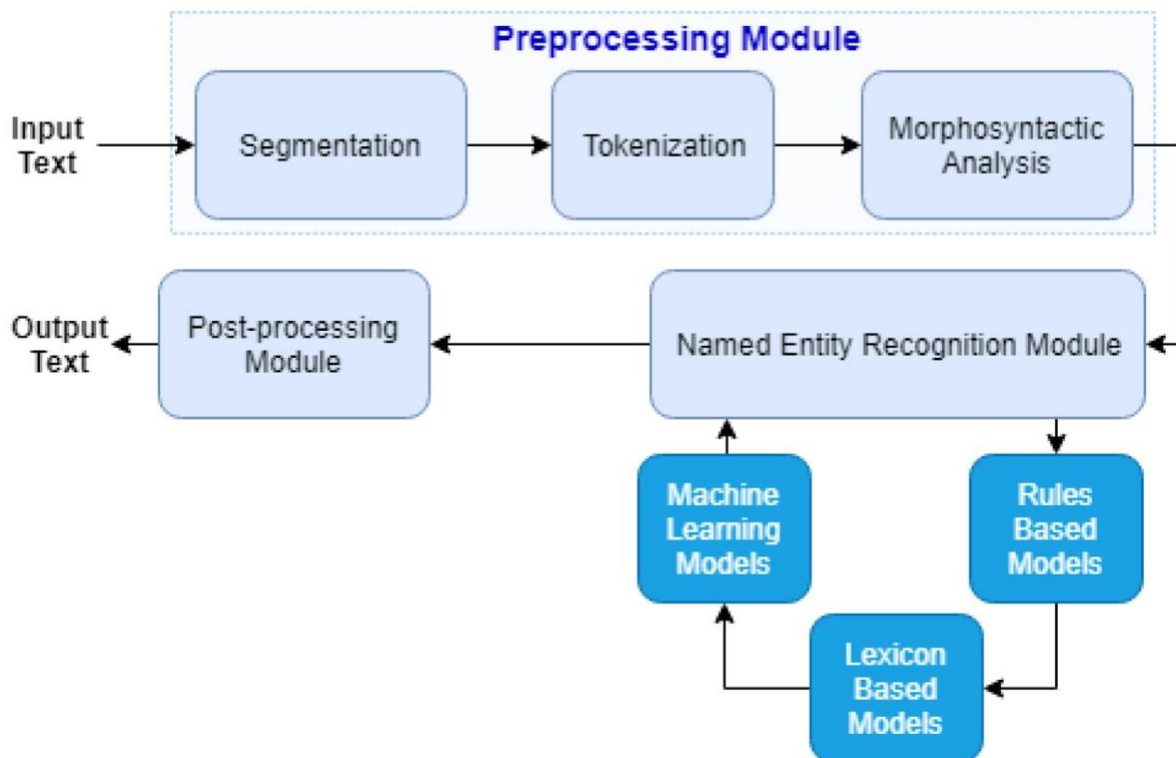 Preprocessing Module
Input
Text
Segmentation
Tokenization
Morphosyntactic
Analysis
Output
Text
Post-processing
Module
Named Entity Recognition Module
Machine
Learning
Models
Rules
Based
Models
Lexicon
Based
Models